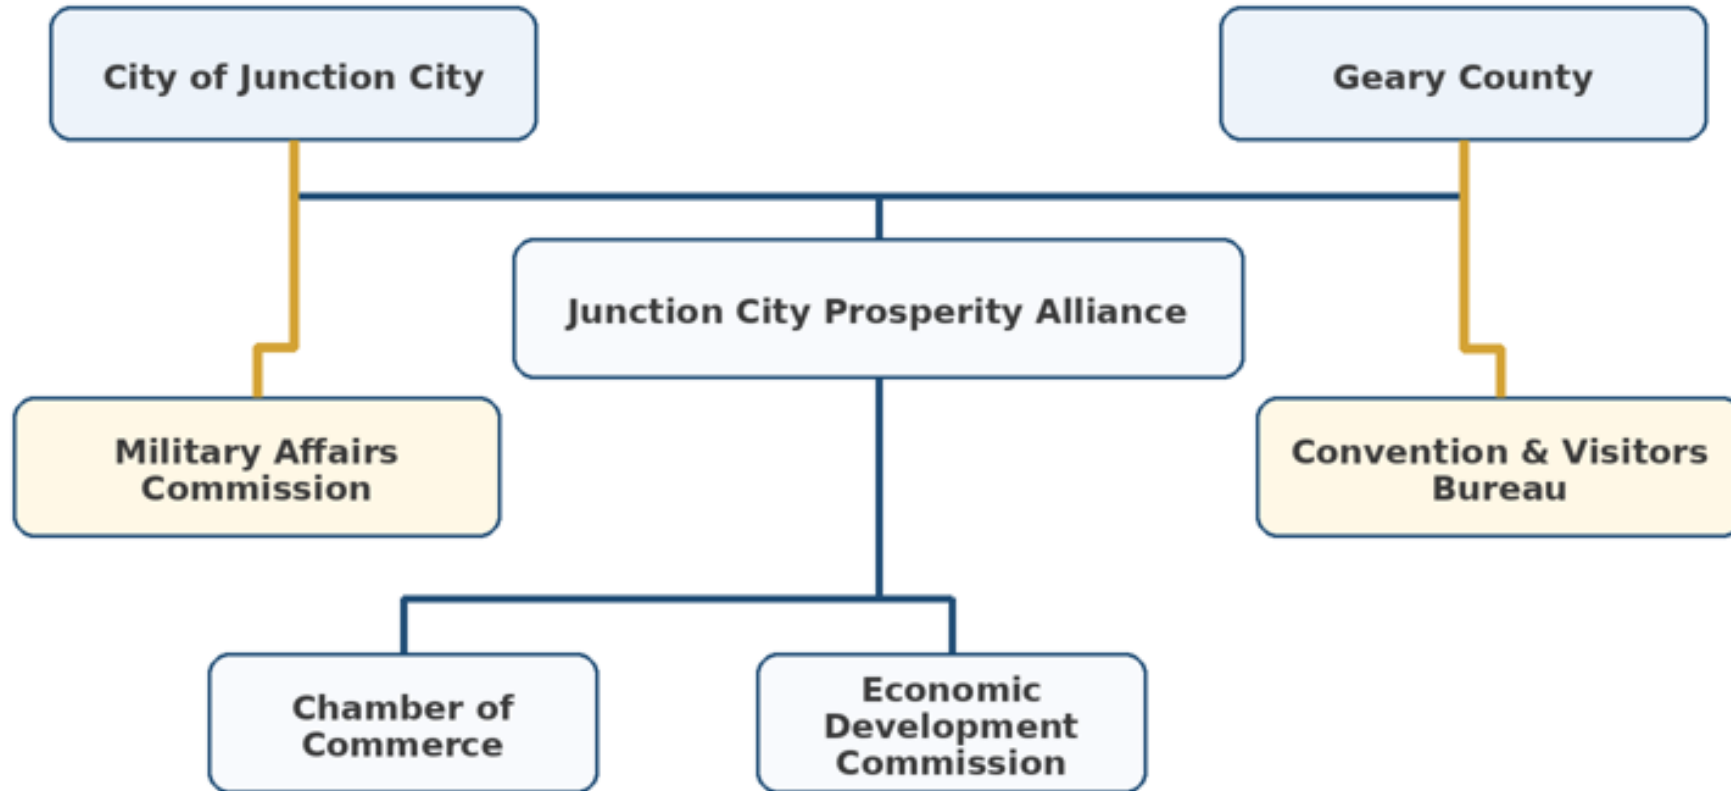 City of Junction City
Geary County
Junction City Prosperity Alliance
Military Affairs
Commission
Convention & Visitors
Bureau
Chamber of
Commerce
Economic
Development
Commission